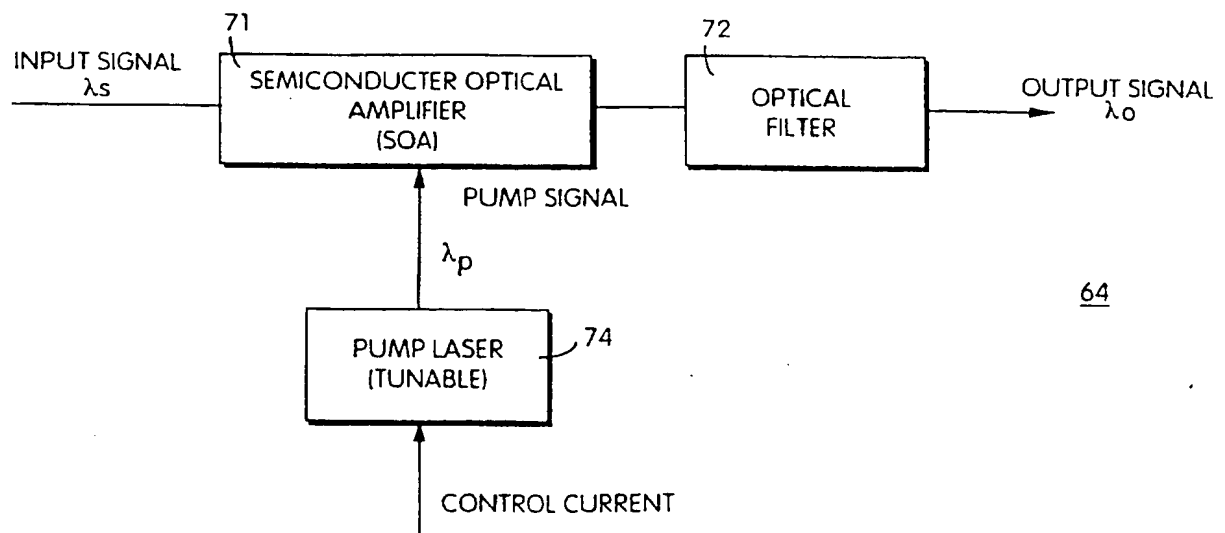 71
INPUT SIGNAL
λs
SEMICONDUCTER OPTICAL
AMPLIFIER
(SOA)
72
OPTICAL
FILTER
OUTPUT SIGNAL
λo
PUMP SIGNAL
λp
64
PUMP LASER
(TUNABLE)
74
CONTROL CURRENT